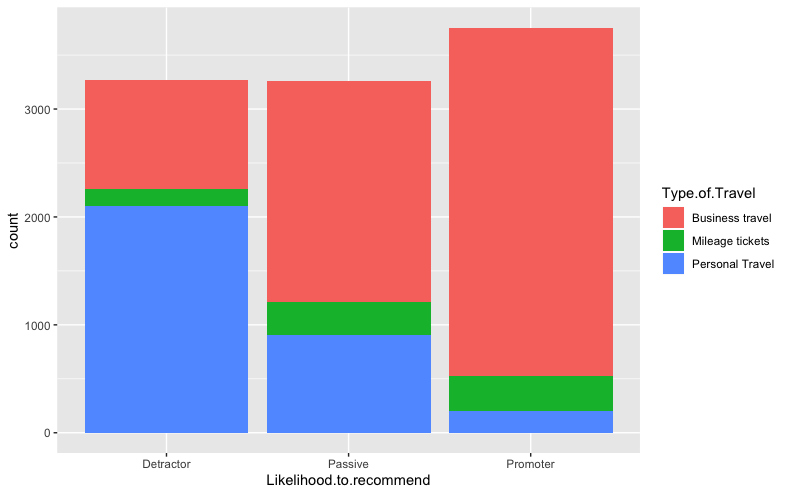 3000
2000
1000
0
count
Detractor Passive Promoter
Likelihood.to.recommend
Type.of.Travel
Business travel
Mileage tickets
Personal Travel